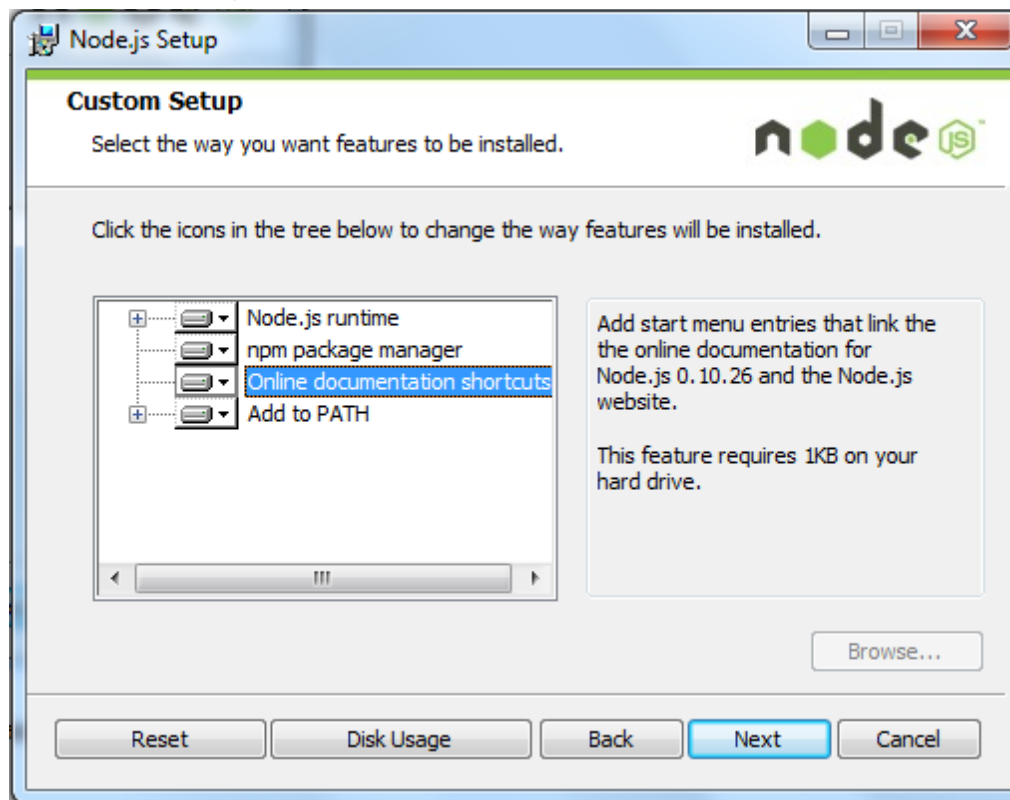 Node.js Setup
Custom Setup
Select the way you want features to be installed.
node JS
Click the icons in the tree below to change the way features will be installed.
Node.js runtime
npm package manager
Online documentation shortcuts
Add to PATH
Add start menu entries that link the
the online documentation for
Node.js 0.10.26 and the Node.js
website.
This feature requires 1KB on your
hard drive.
Browse...
Reset
Disk Usage
Back
Next
Cancel